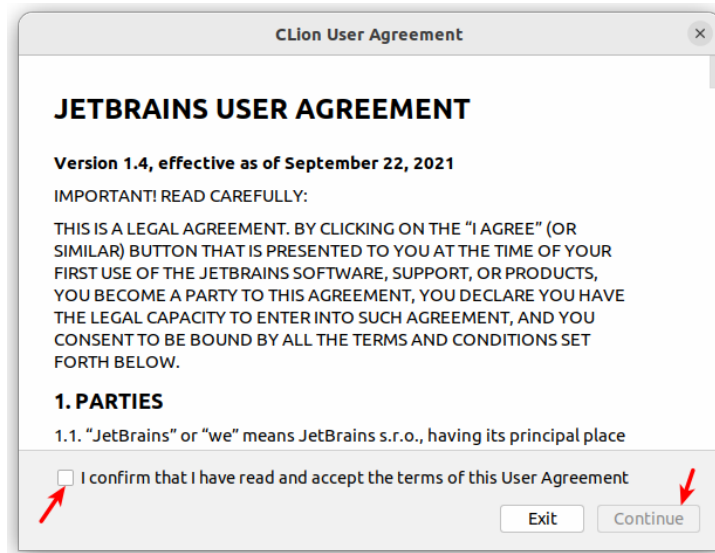 CLion User Agreement
JETBRAINS USER AGREEMENT
Version 1.4, effective as of September 22, 2021
IMPORTANT! READ CAREFULLY:
THIS IS A LEGAL AGREEMENT. BY CLICKING ON THE “I AGREE” (OR
SIMILAR) BUTTON THAT IS PRESENTED TO YOU AT THE TIME OF YOUR
FIRST USE OF THE JETBRAINS SOFTWARE, SUPPORT, OR PRODUCTS,
YOU BECOME A PARTY TO THIS AGREEMENT, YOU DECLARE YOU HAVE
THE LEGAL CAPACITY TO ENTER INTO SUCH AGREEMENT, AND YOU
CONSENT TO BE BOUND BY ALL THE TERMS AND CONDITIONS SET
FORTH BELOW.
1. PARTIES
1.1. “JetBrains” or “we” means JetBrains s.r.o., having its principal place
I confirm that I have read and accept the terms of this User Agreement
Exit Continue